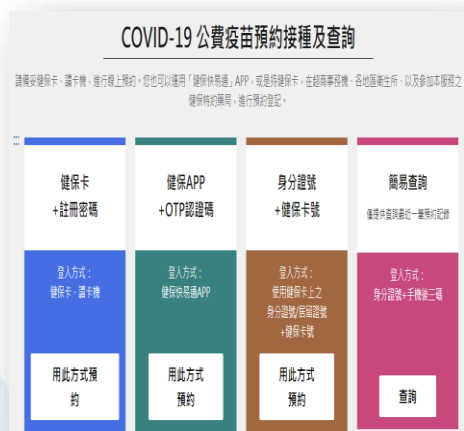 COVID-19 公費疫苗預約接種及查詢
請備妥健保卡、讀卡機，進行線上預約。您也可以運用「健保快易通」APP，或是持健保卡，在超商事務機、各地區衛生所、以及參加本服務之
健保特約藥局，進行預約登記。
健保卡
+註冊密碼
登入方式：
健保卡、讀卡機
用此方式預
約
健保APP
+OTP認證碼
登入方式：
健保快易通APP
用此方式
預約
身分證號
+健保卡號
登入方式：
使用健保卡上之
身分證號/居留證號
+健保卡號
用此方式
預約
簡易查詢
僅提供查詢最近一筆預約記錄
登入方式：
身分證號+手機後三碼
查詢